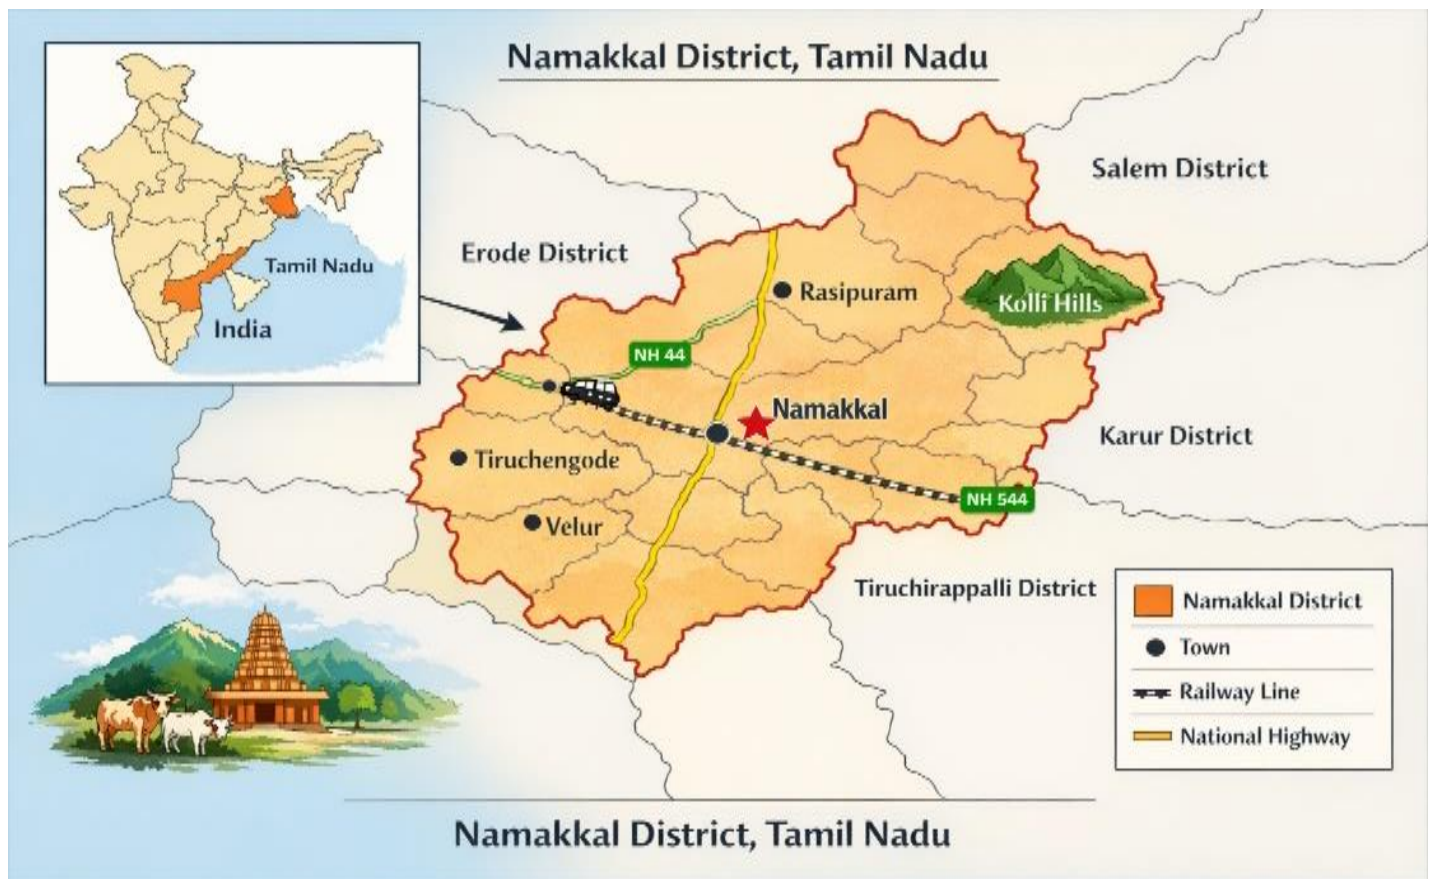 Namakkal District, Tamil Nadu
Salem District
Erode District
Tamil Nadu
India
Rasipuram
Kolli Hills
NH 44
Namakkal
Karur District
Tiruchengode
NH 544
Velur
Tiruchirappalli District
Namakkal District
Town
Railway Line
National Highway
Namakkal District, Tamil Nadu